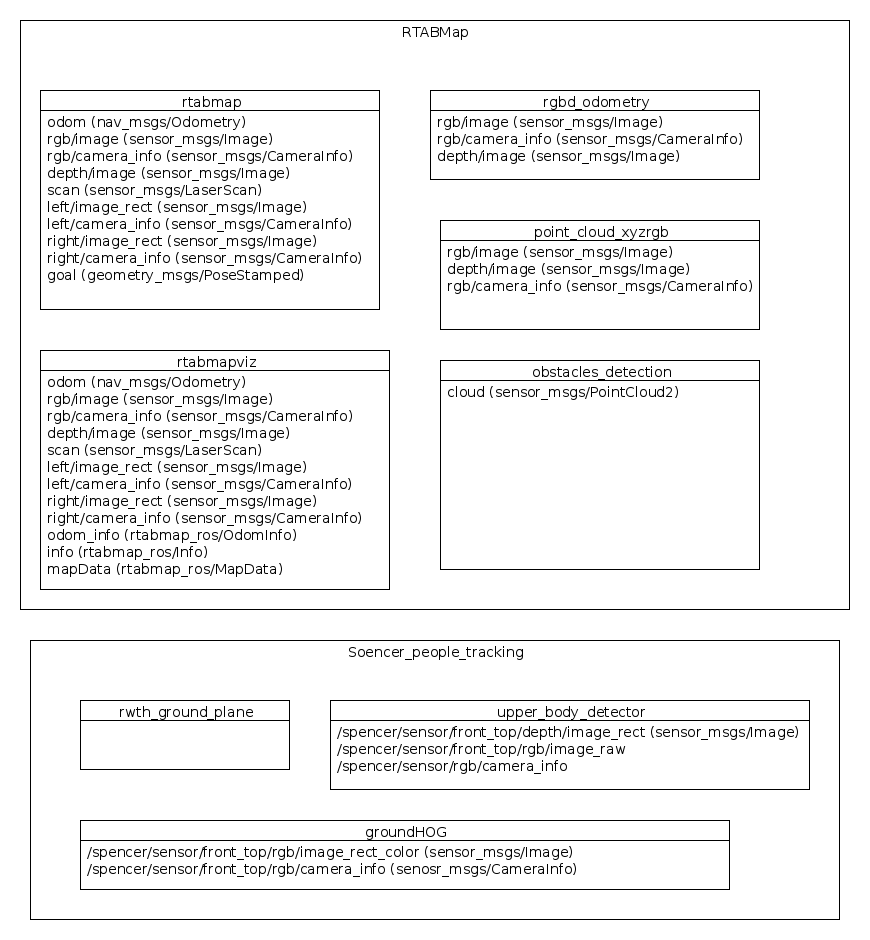 RTABMap
rtabmap
odom (nav_msgs/Odometry)
rgb/image (sensor_msgs/Image)
rgb/camera_info (sensor_msgs/CameraInfo)
depth/image (sensor_msgs/Image)
scan (sensor_msgs/LaserScan)
left/image_rect (sensor_msgs/Image)
left/camera_info (sensor_msgs/CameraInfo)
right/image_rect (sensor_msgs/Image)
right/camera_info (sensor_msgs/CameraInfo)
goal (geometry_msgs/PoseStamped)
rgbd_odometry
rgb/image (sensor_msgs/Image)
rgb/camera_info (sensor_msgs/CameraInfo)
depth/image (sensor_msgs/Image)
point_cloud_xyzrgb
rgb/image (sensor_msgs/Image)
depth/image (sensor_msgs/Image)
rgb/camera_info (sensor_msgs/CameraInfo)
rtabmapviz
odom (nav_msgs/Odometry)
rgb/image (sensor_msgs/Image)
rgb/camera_info (sensor_msgs/CameraInfo)
depth/image (sensor_msgs/Image)
scan (sensor_msgs/LaserScan)
left/image_rect (sensor_msgs/Image)
left/camera_info (sensor_msgs/CameraInfo)
right/image_rect (sensor_msgs/Image)
right/camera_info (sensor_msgs/CameraInfo)
odom_info (rtabmap_ros/OdomInfo)
info (rtabmap_ros/Info)
mapData (rtabmap_ros/MapData)
obstacles_detection
cloud (sensor_msgs/PointCloud2)
Soencer_people_tracking
rwth_ground_plane
upper_body_detector
/spencer/sensor/front_top/depth/image_rect (sensor_msgs/Image)
/spencer/sensor/front_top/rgb/image_raw
/spencer/sensor/rgb/camera_info
groundHOG
/spencer/sensor/front_top/rgb/image_rect_color (sensor_msgs/Image)
/spencer/sensor/front_top/rgb/camera_info (senosr_msgs/CameraInfo)